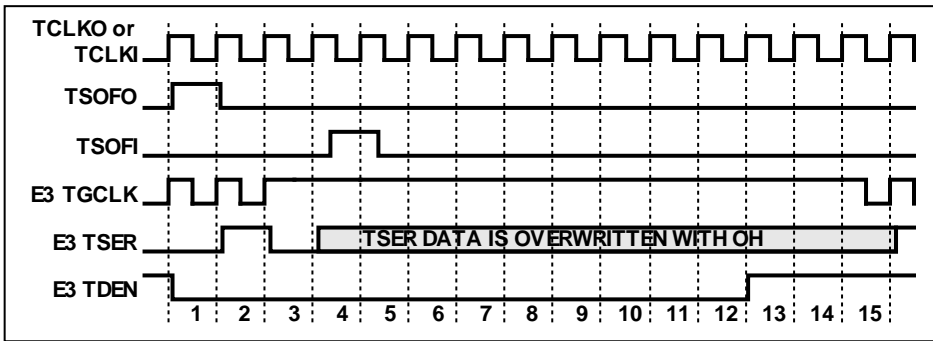 TCLKO or
TCLKI
TSOFO
TSOFI
E3 TGCLK
E3 TSER
TSER DATA IS OVERWRITTEN WITH OH
E3 TDEN
1 2 3 4 5 6 7 8 9 10 11 12 13 14 15